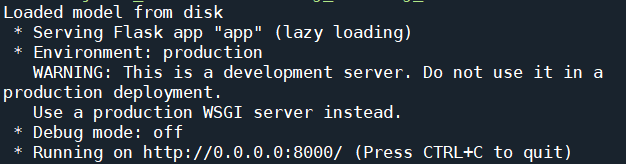 Loaded model from disk
 * Serving Flask app "app" (lazy loading)
 * Environment: production
   WARNING: This is a development server. Do not use it in a
production deployment.
   Use a production WSGI server instead.
 * Debug mode: off
 * Running on http://0.0.0.0:8000/ (Press CTRL+C to quit)